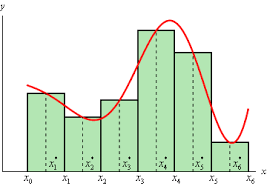 y
x₁* x₂* x₃* x₄* x₅* x₆* x
x₀ x₁ x₂ x₃ x₄ x₅ x₆